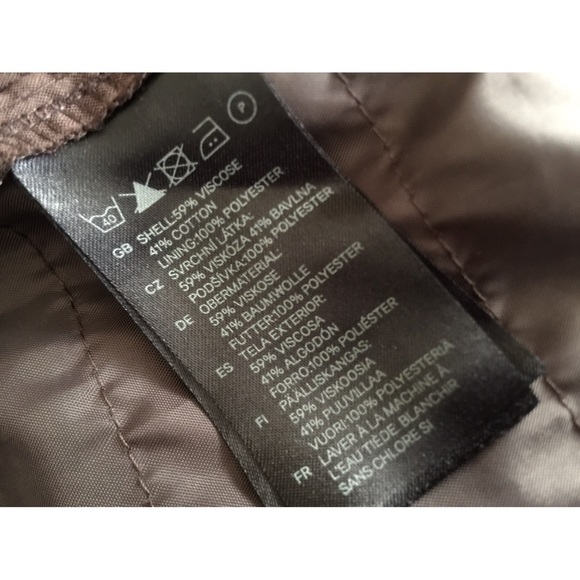 40 P
GB SHELL:59% VISCOSE
41% COTTON
LINING:100% POLYESTER
CZ SVRCHNÍ LÁTKA:
59% VISKÓZA 41% BAVLNA
PODŠÍVKA:100% POLYESTER
DE OBERMATERIAL:
59% VISKOSE
41% BAUMWOLLE
FUTTER:100% POLYESTER
ES TELA EXTERIOR:
59% VISCOSA
41% ALGODÓN
FORRO:100% POLIÉSTER
FI PÄÄLLISKANGAS:
59% VISKOOSIA
41% PUUVILLAA
VUORI:100% POLYESTERIA
FR LAVER À LA MACHINE À
L'EAU TIÈDE BLANCHIR
SANS CHLORE SI